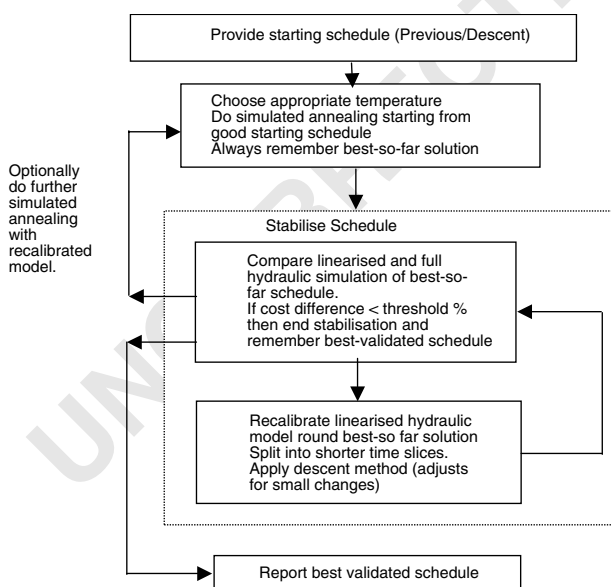 Provide starting schedule (Previous/Descent)
Choose appropriate temperature
Do simulated annealing starting from
good starting schedule
Always remember best-so-far solution
Optionally
do further
simulated
annealing
with
recalibrated
model.
Stabilise Schedule
Compare linearised and full
hydraulic simulation of best-so-
far schedule.
If cost difference < threshold %
then end stabilisation and
remember best-validated schedule
Recalibrate linearised hydraulic
model round best-so far solution
Split into shorter time slices.
Apply descent method (adjusts
for small changes)
Report best validated schedule